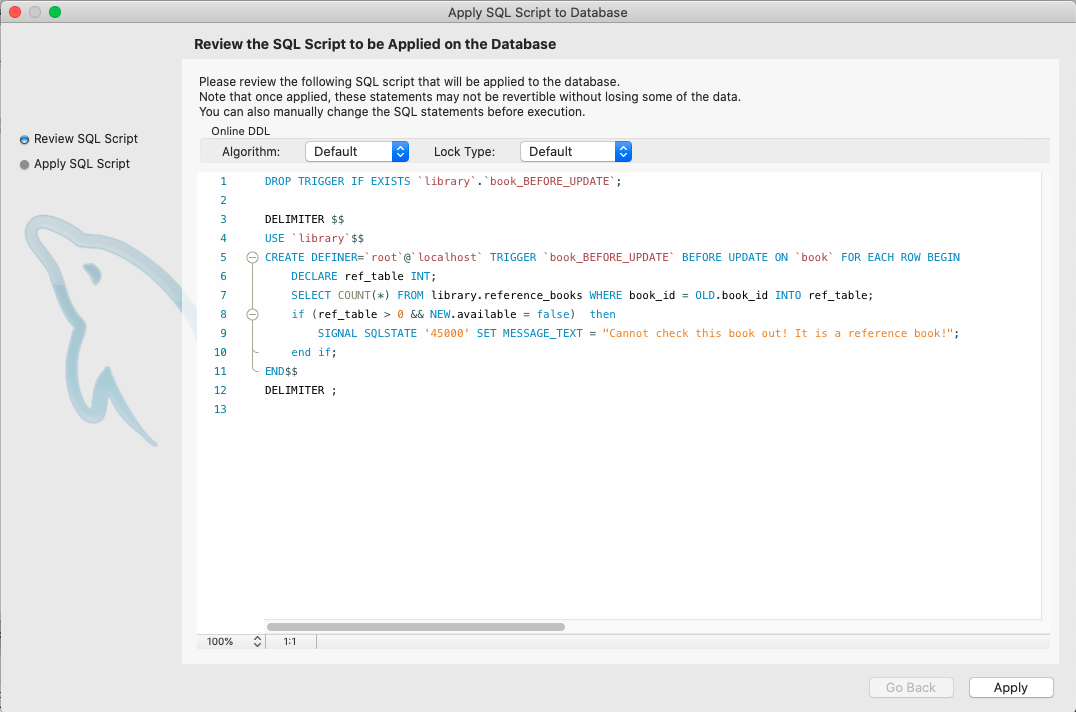 Apply SQL Script to Database
Review the SQL Script to be Applied on the Database
Please review the following SQL script that will be applied to the database.
Note that once applied, these statements may not be revertible without losing some of the data.
You can also manually change the SQL statements before execution.
Online DDL
Algorithm: Default Lock Type: Default
Review SQL Script
Apply SQL Script
1 DROP TRIGGER IF EXISTS `library`.`book_BEFORE_UPDATE`;
2
3 DELIMITER $$
4 USE `library`$$
5 CREATE DEFINER=`root`@`localhost` TRIGGER `book_BEFORE_UPDATE` BEFORE UPDATE ON `book` FOR EACH ROW BEGIN
6 DECLARE ref_table INT;
7 SELECT COUNT(*) FROM library.reference_books WHERE book_id = OLD.book_id INTO ref_table;
8 if (ref_table > 0 && NEW.available = false)  then
9 SIGNAL SQLSTATE '45000' SET MESSAGE_TEXT = "Cannot check this book out! It is a reference book!";
10 end if;
11 END$$
12 DELIMITER ;
13
100% 1:1
Go Back Apply